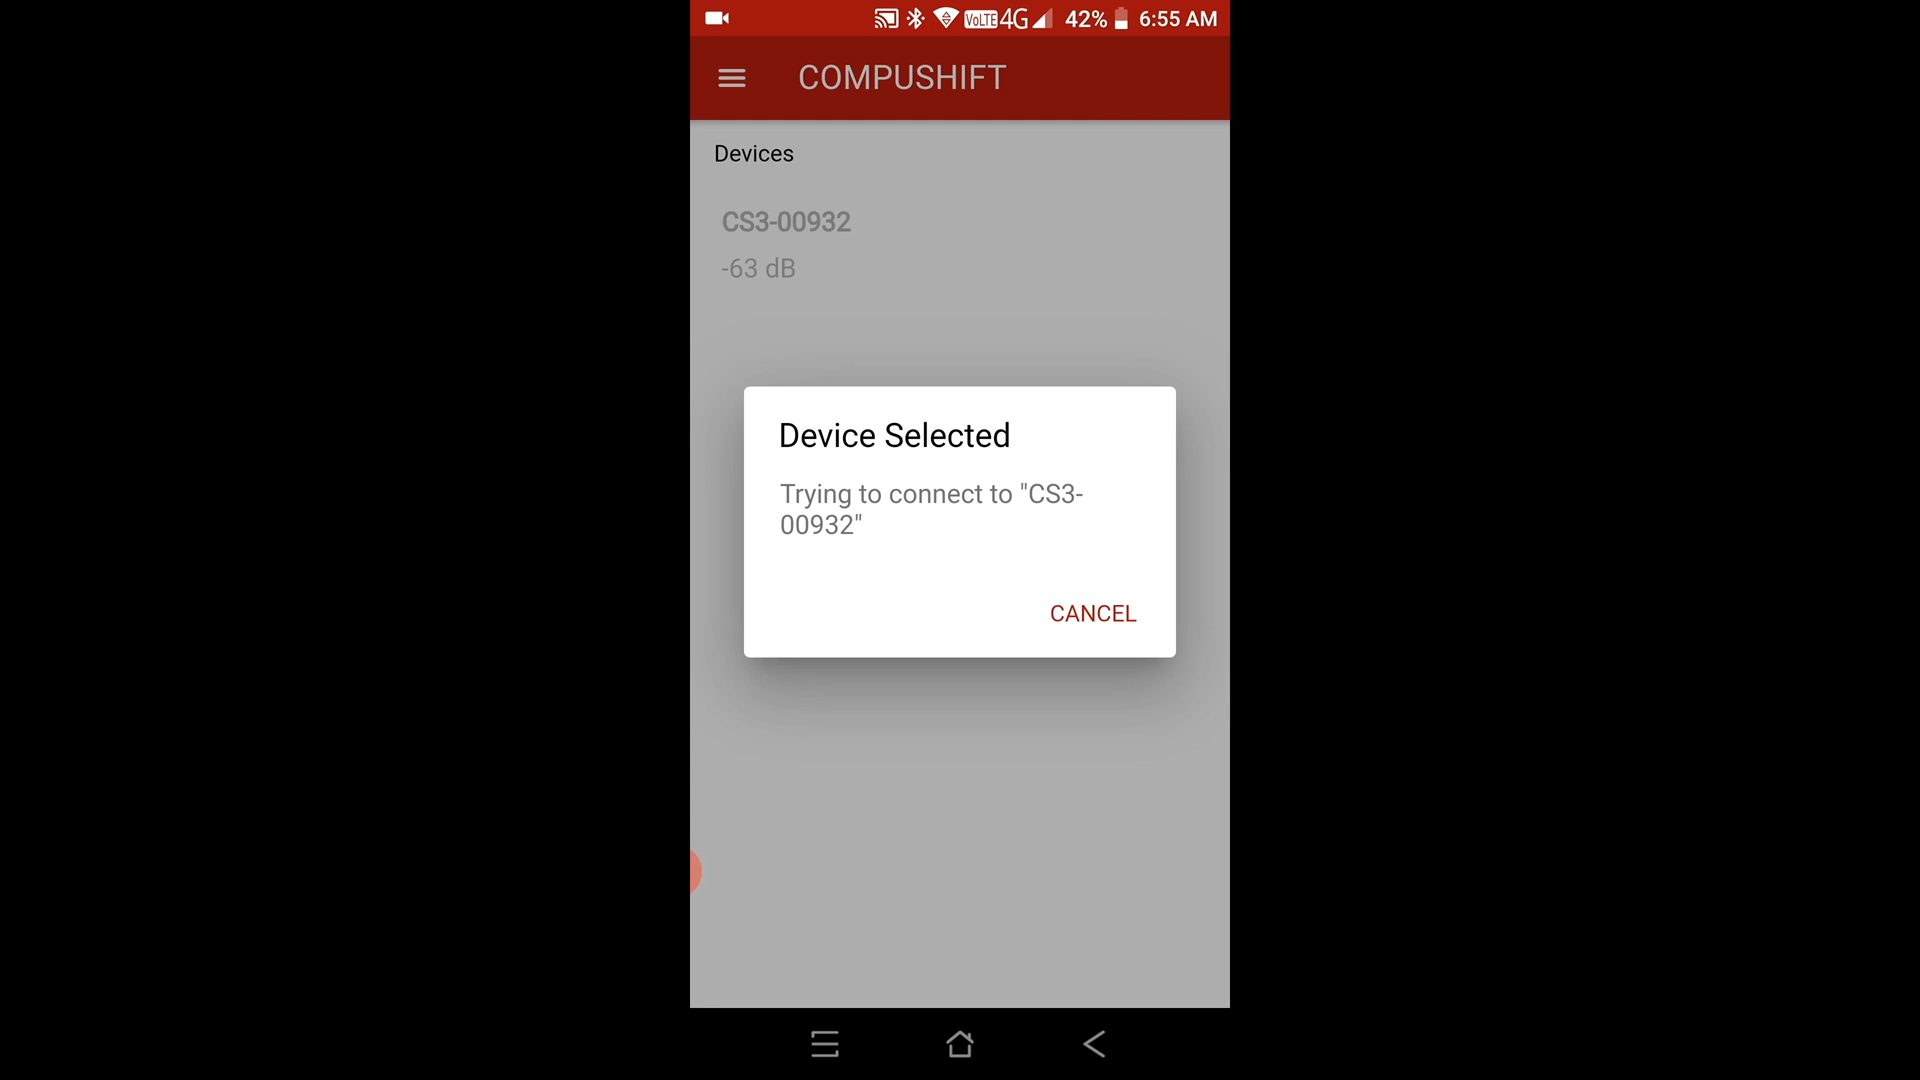 VoLTE 4G 42% 6:55 AM
COMPUSHIFT
Devices
CS3-00932
-63 dB
Device Selected
Trying to connect to "CS3-
00932"
CANCEL